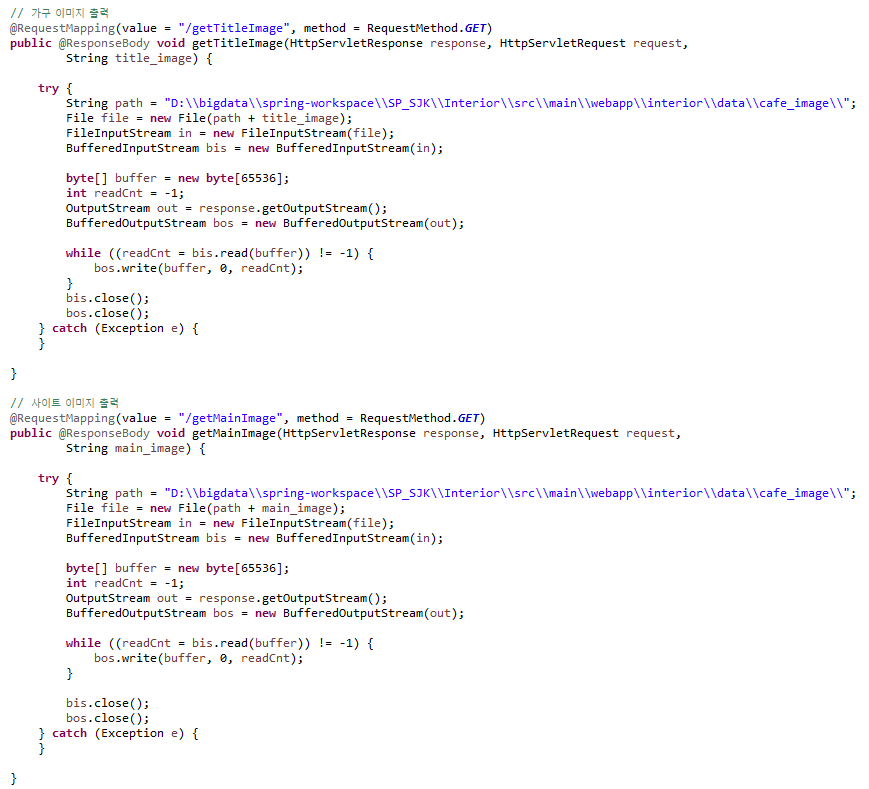 // 가구 이미지 출력
@RequestMapping(value = "/getTitleImage", method = RequestMethod.GET)
public @ResponseBody void getTitleImage(HttpServletResponse response, HttpServletRequest request,
        String title_image) {

    try {
        String path = "D:\\bigdata\\spring-workspace\\SP_SJK\\Interior\\src\\main\\webapp\\interior\\data\\cafe_image\\";
        File file = new File(path + title_image);
        FileInputStream in = new FileInputStream(file);
        BufferedInputStream bis = new BufferedInputStream(in);

        byte[] buffer = new byte[65536];
        int readCnt = -1;
        OutputStream out = response.getOutputStream();
        BufferedOutputStream bos = new BufferedOutputStream(out);

        while ((readCnt = bis.read(buffer)) != -1) {
            bos.write(buffer, 0, readCnt);
        }
        bis.close();
        bos.close();
    } catch (Exception e) {
    }

}

// 사이트 이미지 출력
@RequestMapping(value = "/getMainImage", method = RequestMethod.GET)
public @ResponseBody void getMainImage(HttpServletResponse response, HttpServletRequest request,
        String main_image) {

    try {
        String path = "D:\\bigdata\\spring-workspace\\SP_SJK\\Interior\\src\\main\\webapp\\interior\\data\\cafe_image\\";
        File file = new File(path + main_image);
        FileInputStream in = new FileInputStream(file);
        BufferedInputStream bis = new BufferedInputStream(in);

        byte[] buffer = new byte[65536];
        int readCnt = -1;
        OutputStream out = response.getOutputStream();
        BufferedOutputStream bos = new BufferedOutputStream(out);

        while ((readCnt = bis.read(buffer)) != -1) {
            bos.write(buffer, 0, readCnt);
        }

        bis.close();
        bos.close();
    } catch (Exception e) {
    }

}